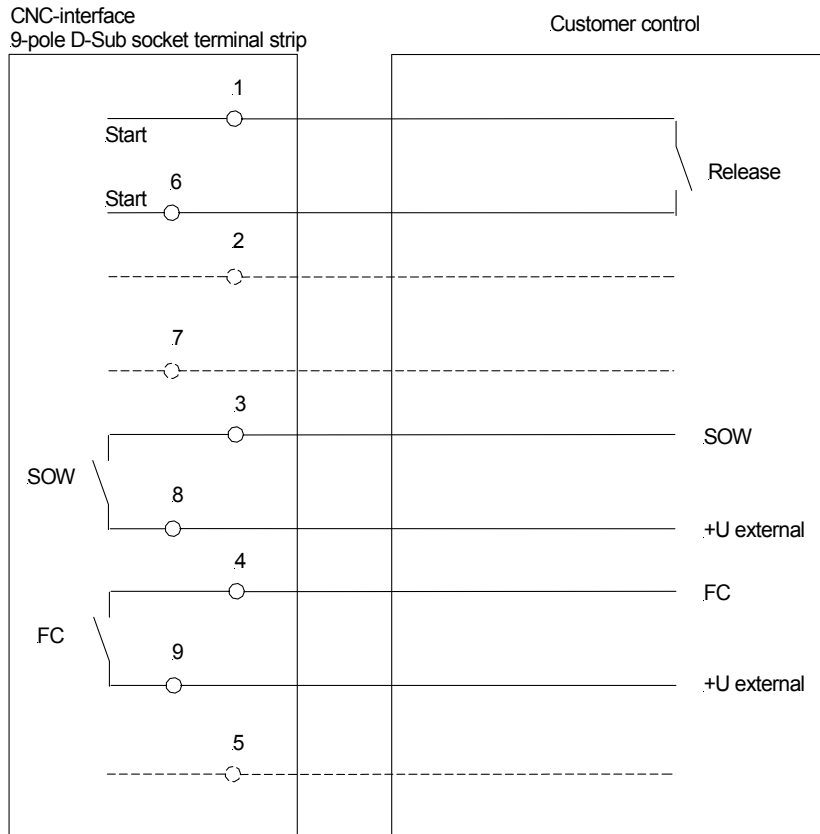 CNC-interface
9-pole D-Sub socket terminal strip
Customer control
1
Start
Release
6
Start
2
7
3
SOW
SOW
8
+U external
4
FC
FC
9
+U external
5